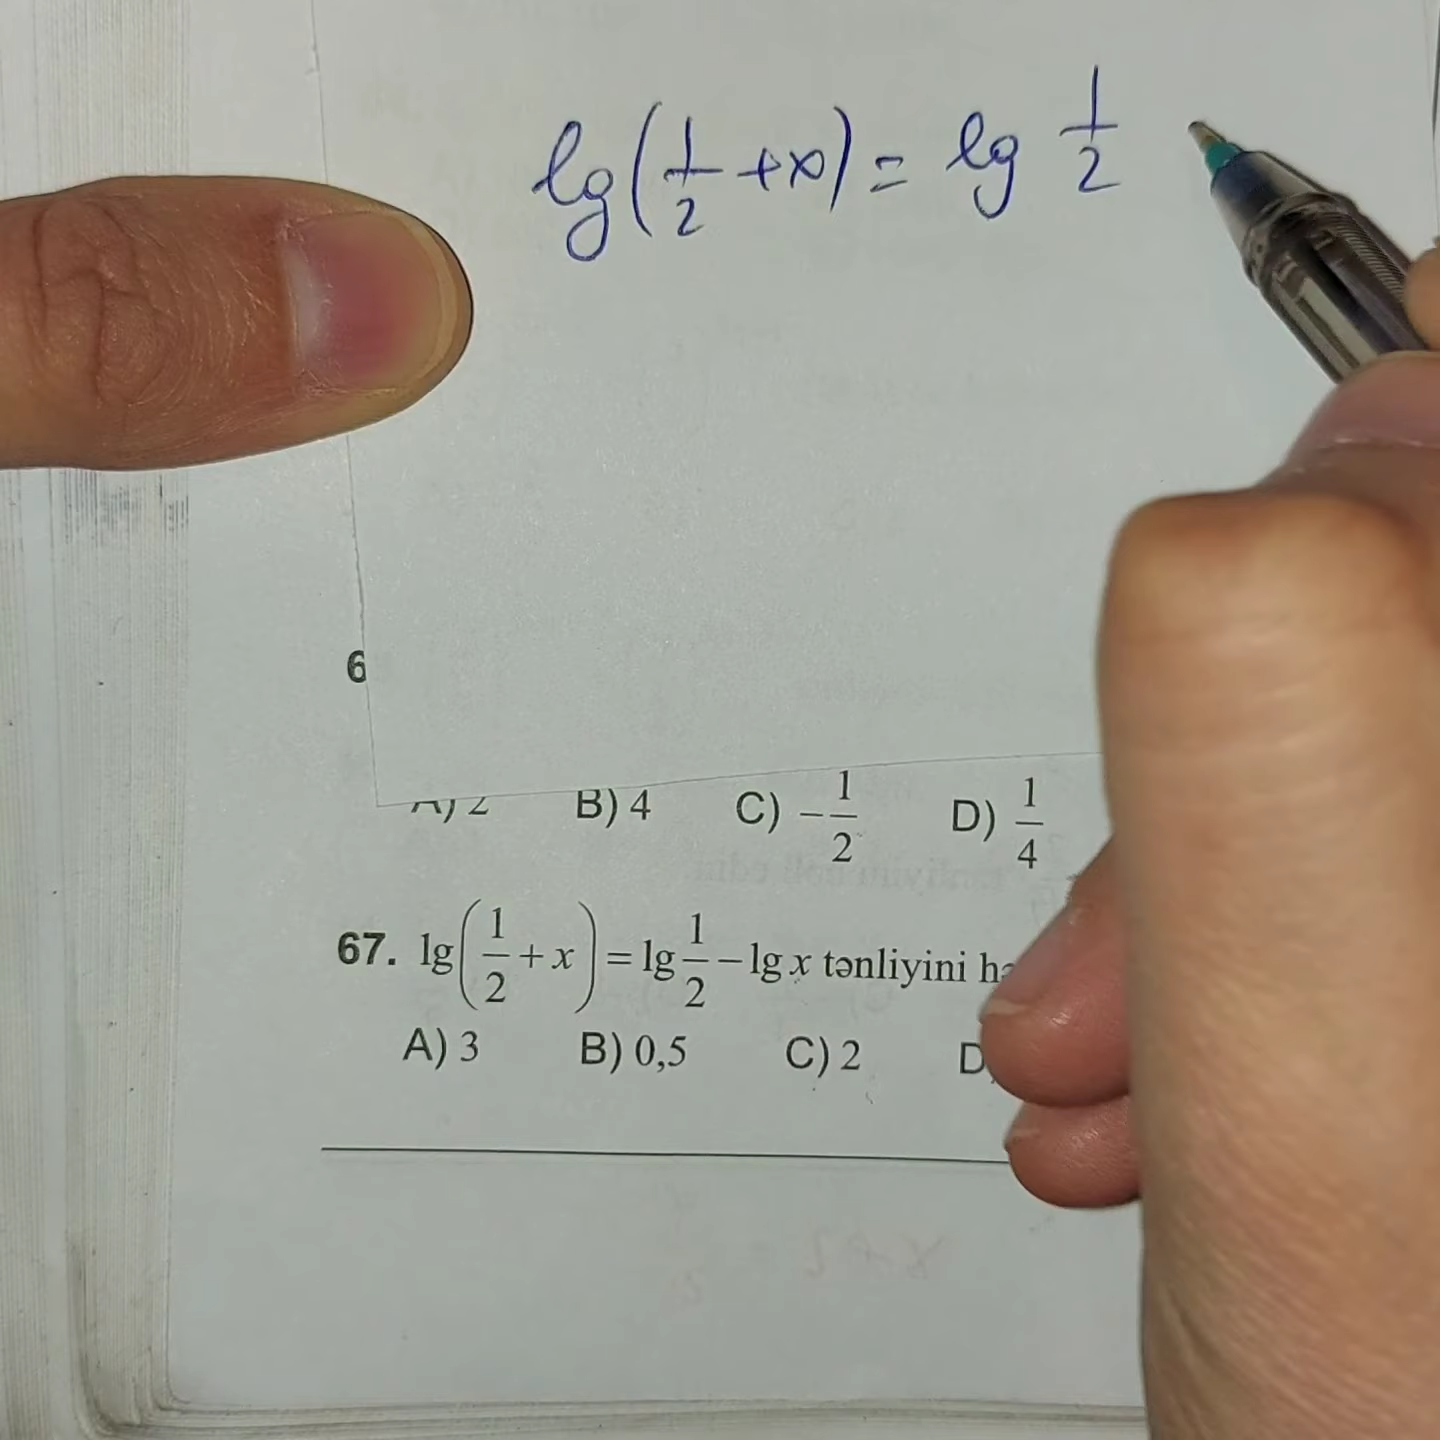 lg(1/2 + x) = lg 1/2
6
A) 2 B) 4 C) -1/2 D) 1/4
67. lg(1/2 + x) = lg 1/2 - lg x tənliyini
A) 3 B) 0,5 C) 2 D